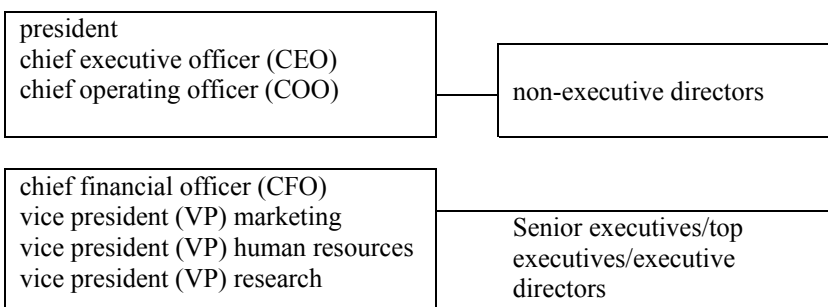 president
chief executive officer (CEO)
chief operating officer (COO)
non-executive directors
chief financial officer (CFO)
vice president (VP) marketing
vice president (VP) human resources
vice president (VP) research
Senior executives/top
executives/executive
directors